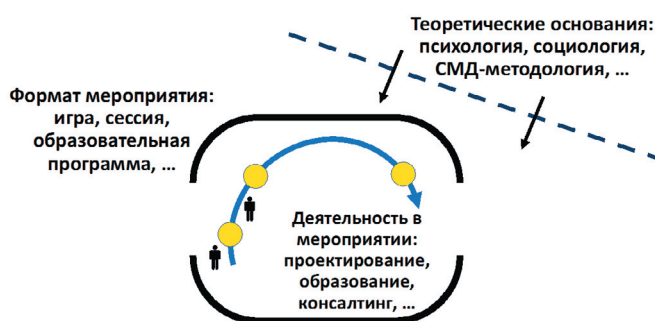 Теоретические основания:
психология, социология,
СМД-методология, ...
Формат мероприятия:
игра, сессия,
образовательная
программа, ...
Деятельность в
мероприятии:
проектирование,
образование,
консалтинг, ...